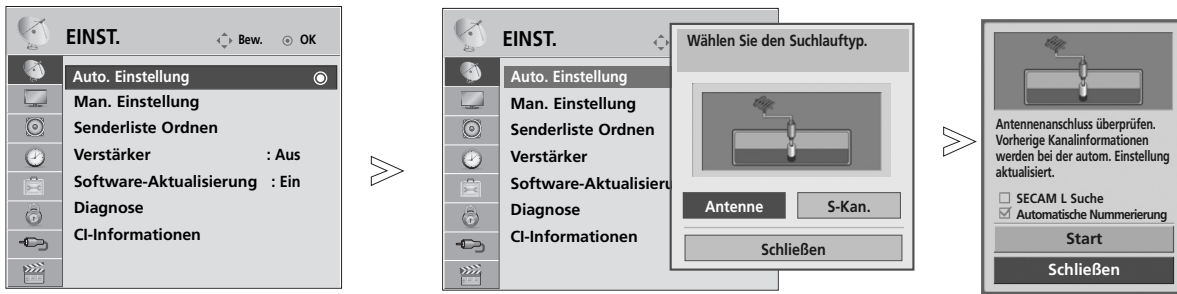 EINST.
Bew. OK
Auto. Einstellung
Man. Einstellung
Senderliste Ordnen
Verstärker : Aus
Software-Aktualisierung : Ein
Diagnose
CI-Informationen
EINST.
Auto. Einstellung
Man. Einstellung
Senderliste Ordnen
Verstärker
Software-Aktualisieru
Diagnose
CI-Informationen
Wählen Sie den Suchlauftyp.
Antenne S-Kan.
Schließen
Antennenanschluss überprüfen.
Vorherige Kanalinformationen
werden bei der autom. Einstellung
aktualisiert.
SECAM L Suche
Automatische Nummerierung
Start
Schließen